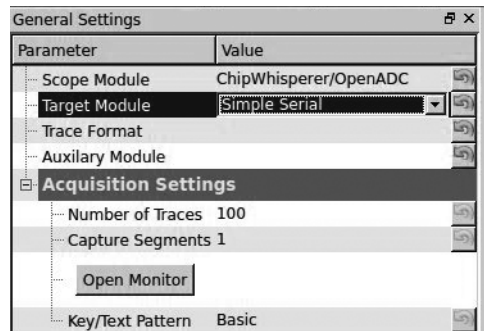 General Settings
Parameter Value
Scope Module ChipWhisperer/OpenADC
Target Module Simple Serial
Trace Format
Auxilary Module
Acquisition Settings
Number of Traces 100
Capture Segments 1
Open Monitor
Key/Text Pattern Basic